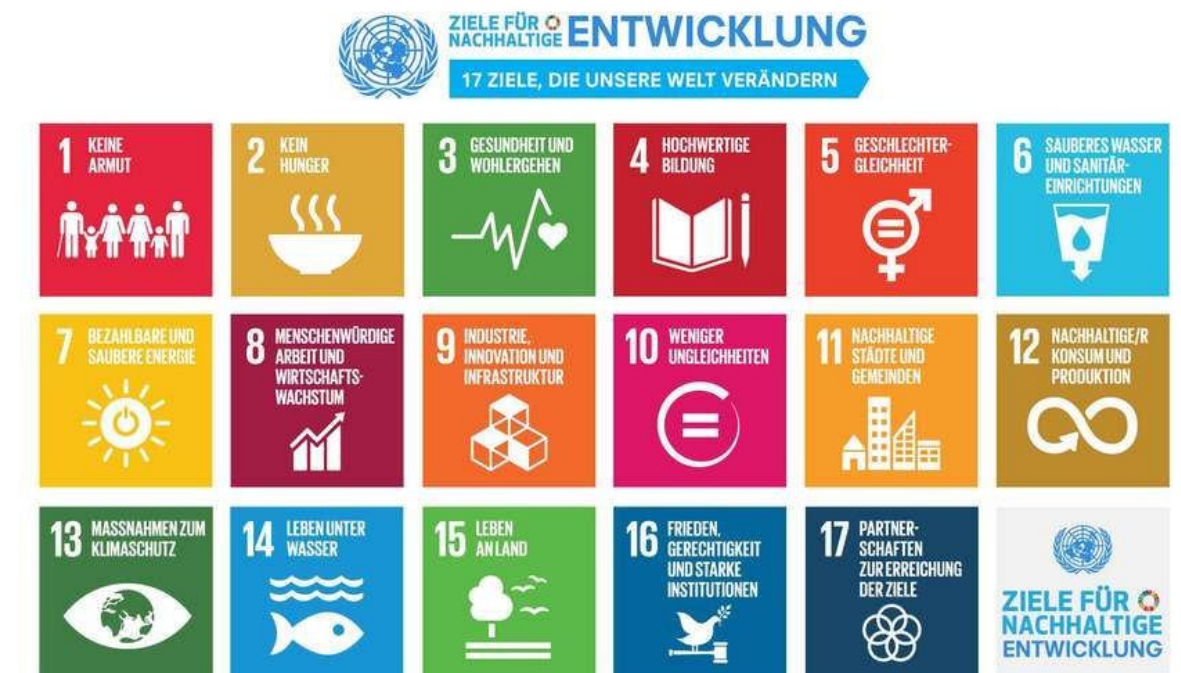 ZIELE FÜR
NACHHALTIGE ENTWICKLUNG
17 ZIELE, DIE UNSERE WELT VERÄNDERN
1 KEINE
ARMUT
2 KEIN
HUNGER
3 GESUNDHEIT UND
WOHLERGEHEN
4 HOCHWERTIGE
BILDUNG
5 GESCHLECHTER-
GLEICHHEIT
6 SAUBERES WASSER
UND SANITÄR-
EINRICHTUNGEN
7 BEZAHLBARE UND
SAUBERE ENERGIE
8 MENSCHENWÜRDIGE
ARBEIT UND
WIRTSCHAFTS-
WACHSTUM
9 INDUSTRIE,
INNOVATION UND
INFRASTRUKTUR
10 WENIGER
UNGLEICHHEITEN
11 NACHHALTIGE
STÄDTE UND
GEMEINDEN
12 NACHHALTIGE/R
KONSUM UND
PRODUKTION
13 MASSNAHMEN ZUM
KLIMASCHUTZ
14 LEBEN UNTER
WASSER
15 LEBEN
AN LAND
16 FRIEDEN,
GERECHTIGKEIT
UND STARKE
INSTITUTIONEN
17 PARTNER-
SCHAFTEN
ZUR ERREICHUNG
DER ZIELE
ZIELE FÜR
NACHHALTIGE
ENTWICKLUNG